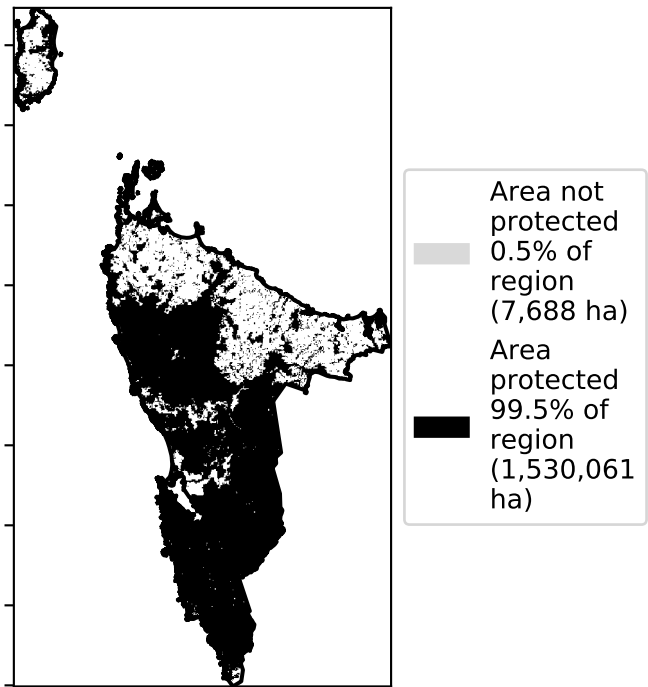 Area not
protected
0.5% of
region
(7,688 ha)
Area
protected
99.5% of
region
(1,530,061
ha)